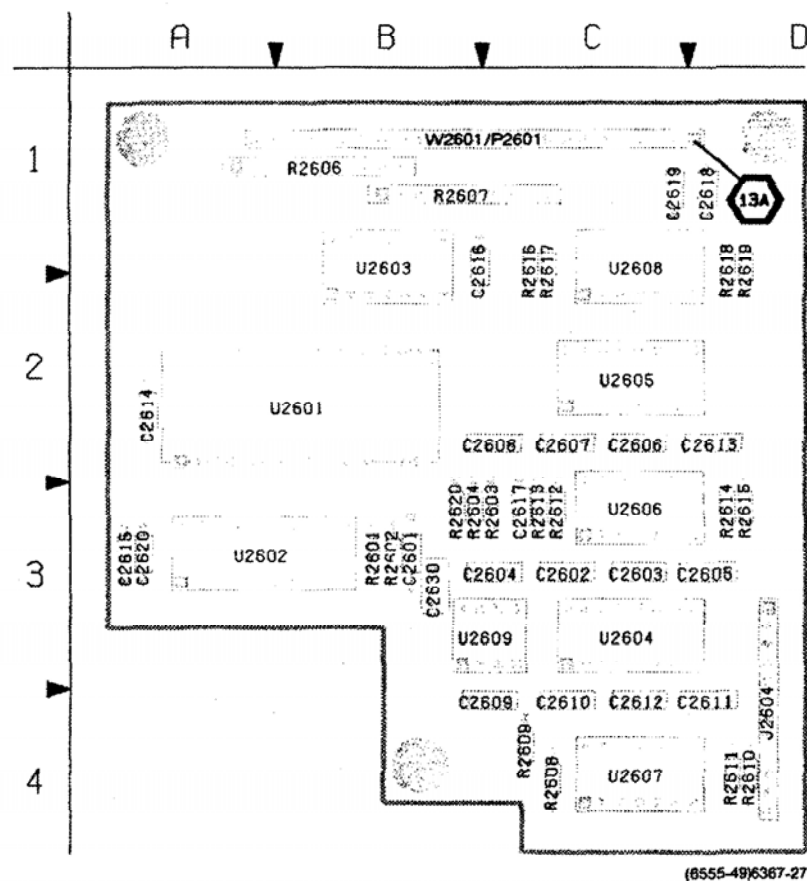 A B C D
1
W2601/P2601
R2606
R2607
C2619
C2618
13A
U2603
C2616
R2616
R2617
U2608
R2618
R2619
2
U2605
C2614
U2601
C2608 C2607 C2606 C2613
R2620
R2604
R2603
C2617
R2613
R2612
U2606
R2614
R2615
3
C2615
C2620
U2602
R2601
R2602
C2601
C2630
C2604 C2602 C2603 C2605
U2609
U2604
C2609 C2610 C2612 C2611
J2604
4
R2609
R2608
U2607
R2611
R2610
(6555-49)6367-27